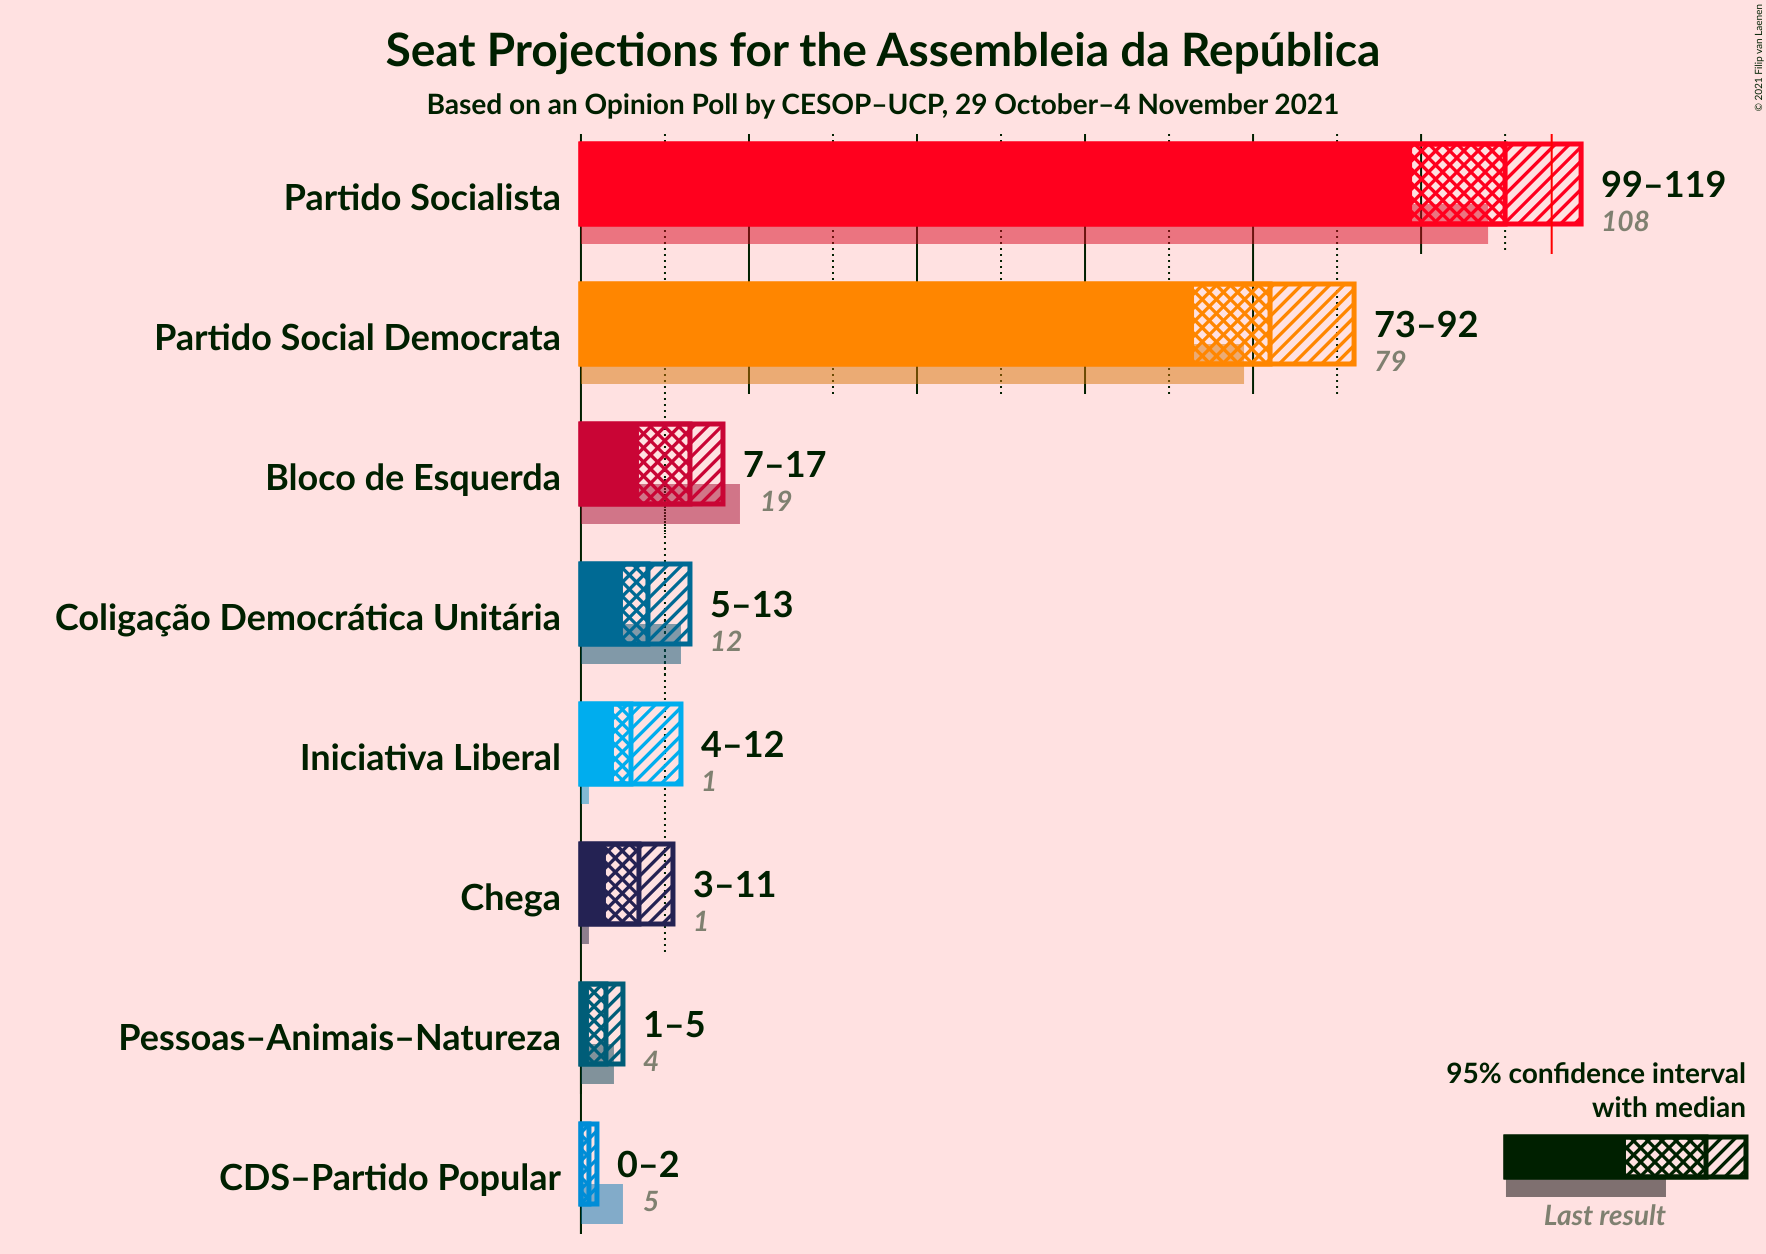 Seat Projections for the Assembleia da República
Based on an Opinion Poll by CESOP–UCP, 29 October–4 November 2021
© 2021 Filip van Laenen
Partido Socialista
99–119
108
Partido Social Democrata
73–92
79
Bloco de Esquerda
7–17
19
Coligação Democrática Unitária
5–13
12
Iniciativa Liberal
4–12
1
Chega
3–11
1
Pessoas–Animais–Natureza
1–5
4
CDS–Partido Popular
0–2
5
95% confidence interval
with median
Last result